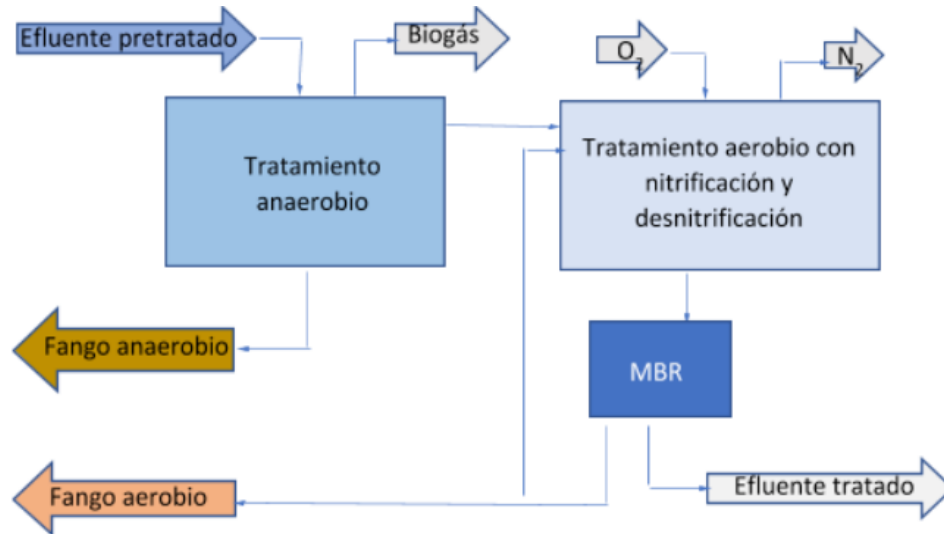 Efluente pretratado
Biogás
O2
N2
Tratamiento
anaerobio
Tratamiento aerobio con
nitrificación y
desnitrificación
Fango anaerobio
MBR
Fango aerobio
Efluente tratado